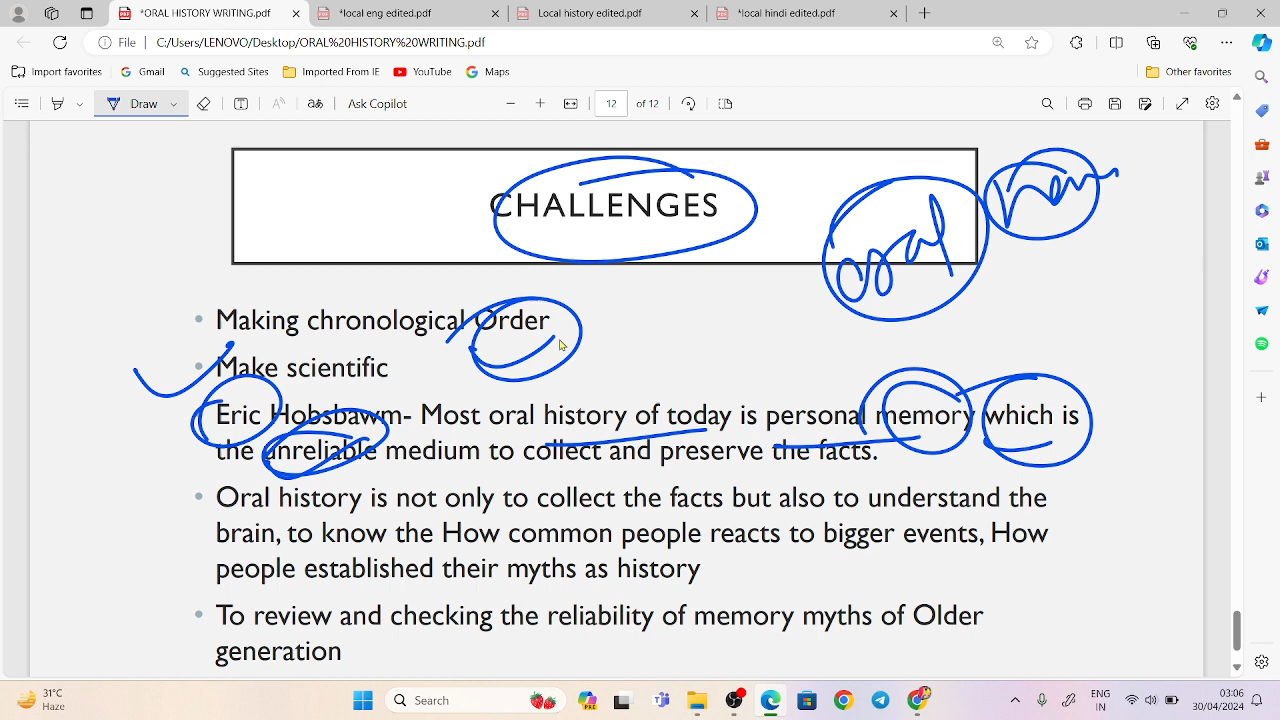 *ORAL HISTORY WRITING.pdf
*local eng edited.pdf
Local history edited.pdf
*local hindi edited.pdf
File
C:/Users/LENOVO/Desktop/ORAL%20HISTORY%20WRITING.pdf
Import favorites
Gmail
Suggested Sites
Imported From IE
YouTube
Maps
Other favorites
Draw
Ask Copilot
12
of 12
CHALLENGES
oral
Making chronological Order
Make scientific
Eric Hobsbawm- Most oral history of today is personal memory which is
the unreliable medium to collect and preserve the facts.
Oral history is not only to collect the facts but also to understand the
brain, to know the How common people reacts to bigger events, How
people established their myths as history
To review and checking the reliability of memory myths of Older
generation
31°C
Haze
Search
ENG
IN
03:06
30/04/2024